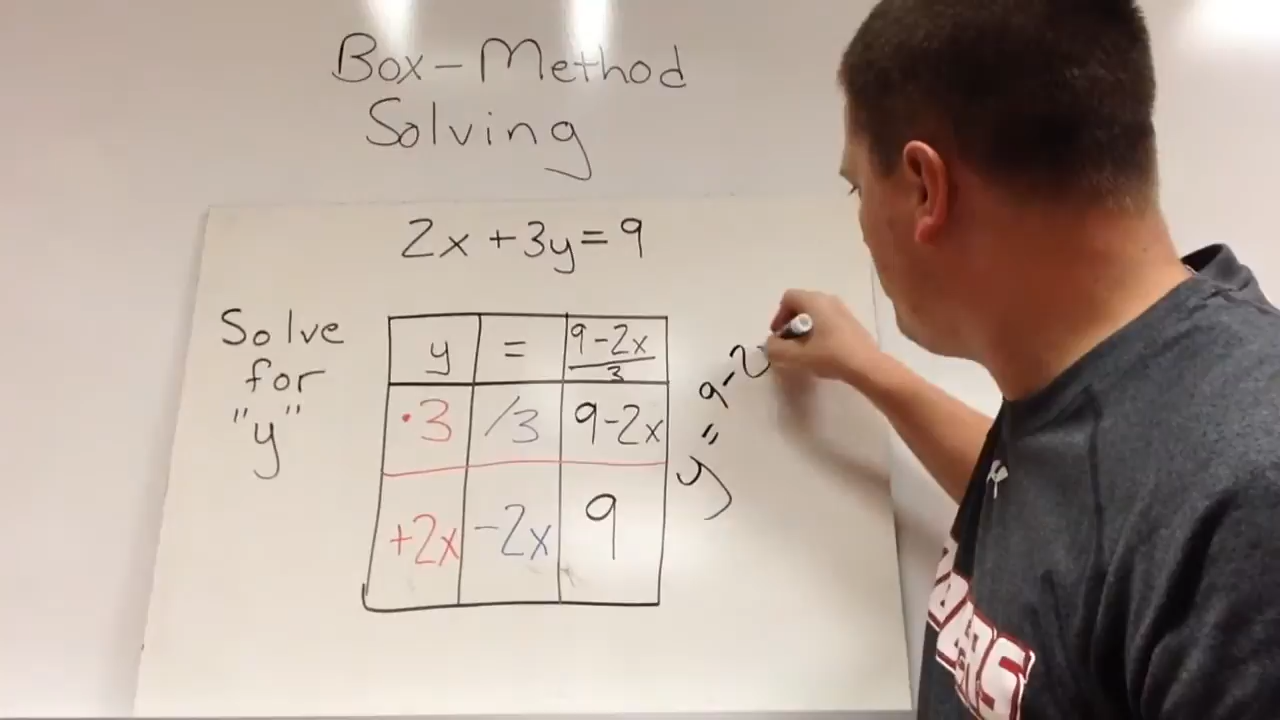 Box-Method
Solving
2x + 3y = 9
Solve
for
"y"
y = 9-2x/3
•3 /3 9-2x
+2x -2x 9
y = 9-2